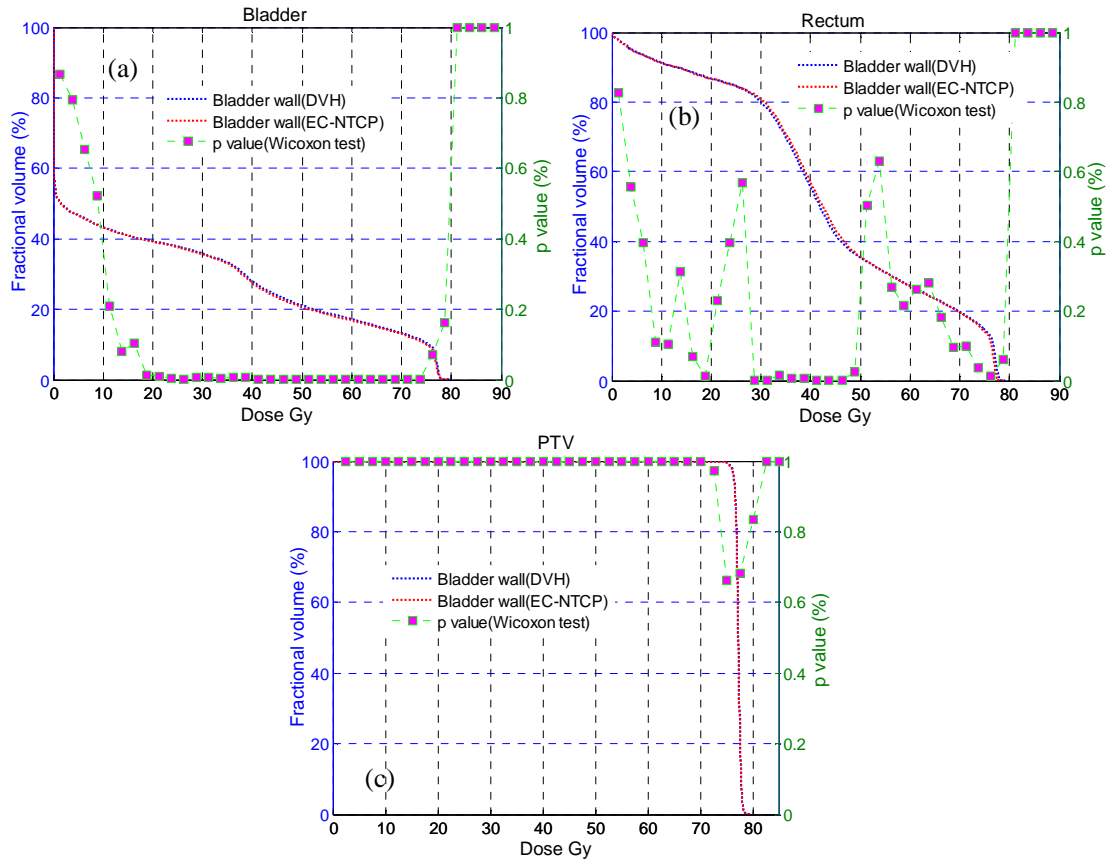 Bladder
100
80
60
40
20
0
Fractional volume (%)
1
0.8
0.6
0.4
0.2
0
p value (%)
(a)
Bladder wall(DVH)
Bladder wall(EC-NTCP)
p value(Wicoxon test)
0 10 20 30 40 50 60 70 80 90
Dose Gy
Rectum
100
80
60
40
20
0
Fractional volume (%)
1
0.8
0.6
0.4
0.2
0
p value (%)
(b)
Bladder wall(DVH)
Bladder wall(EC-NTCP)
p value(Wicoxon test)
0 10 20 30 40 50 60 70 80 90
Dose Gy
PTV
100
80
60
40
20
0
Fractional volume (%)
1
0.8
0.6
0.4
0.2
0
p value (%)
Bladder wall(DVH)
Bladder wall(EC-NTCP)
p value(Wicoxon test)
(c)
0 10 20 30 40 50 60 70 80
Dose Gy